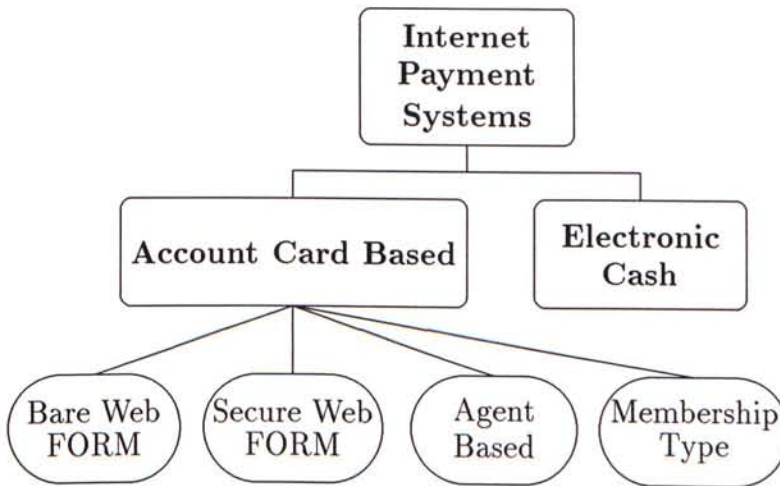 Internet
Payment
Systems
Account Card Based
Electronic
Cash
Bare Web
FORM
Secure Web
FORM
Agent
Based
Membership
Type